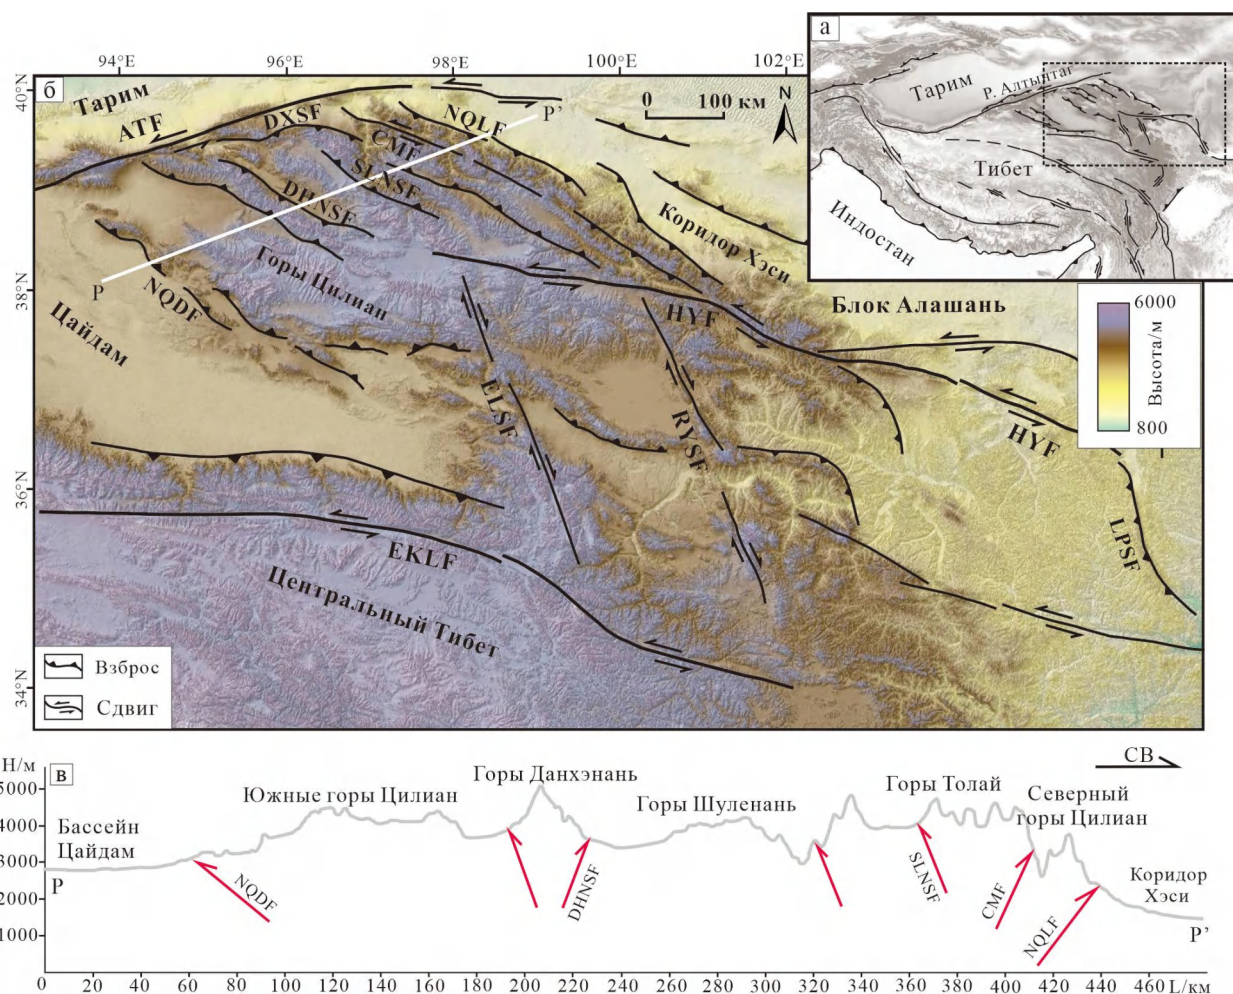 а
Тарим
Р. Алтынтаг
Тибет
Индостан
94°E
96°E
98°E
100°E
102°E
40°N
38°N
36°N
34°N
б
Тарим
ATF
DXSF
NQLF
P'
CMF
SLNSF
DHNSF
0 100 км
N
Коридор Хэси
Горы Цилиан
P
NQDF
Цайдам
HYF
Блок Алашань
6000
Высота/м
800
ELSF
RYSF
HYF
LPSF
EKLF
Центральный Тибет
Взброс
Сдвиг
H/м
в
СВ
5000
4000
3000
2000
1000
Бассейн
Цайдам
P
Южные горы Цилиан
Горы Данхэнань
Горы Шуленань
Горы Толай
Северный
горы Цилиан
Коридор
Хэси
P'
NQDF
DHNSF
SLNSF
CMF
NQLF
0 20 40 60 80 100 120 140 160 180 200 220 240 260 280 300 320 340 360 380 400 420 440 460 L/км